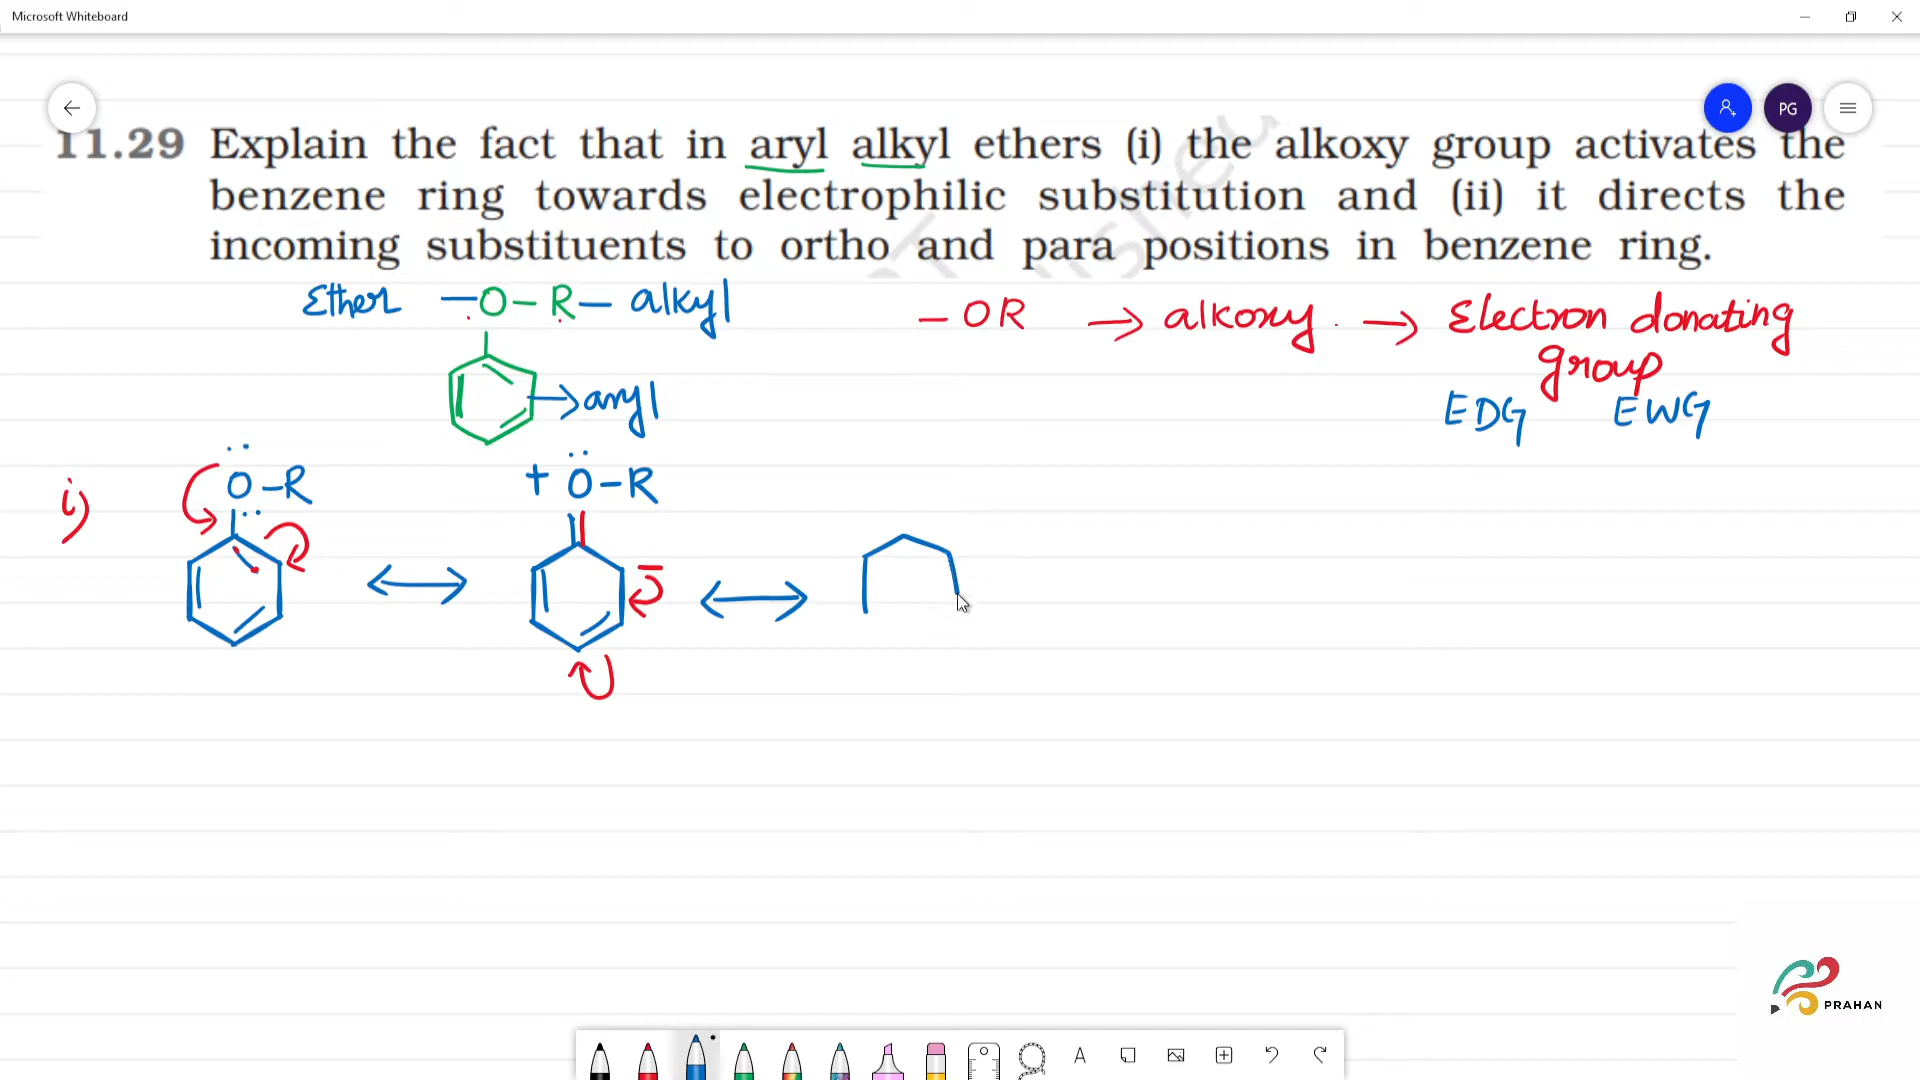 Microsoft Whiteboard
PG
11.29 Explain the fact that in aryl alkyl ethers (i) the alkoxy group activates the
benzene ring towards electrophilic substitution and (ii) it directs the
incoming substituents to ortho and para positions in benzene ring.
Ether —O–R— alkyl
–OR → alkoxy. → Electron donating
group
→aryl
EDG EWG
i)
O–R
+ O–R
A
PRAHAN